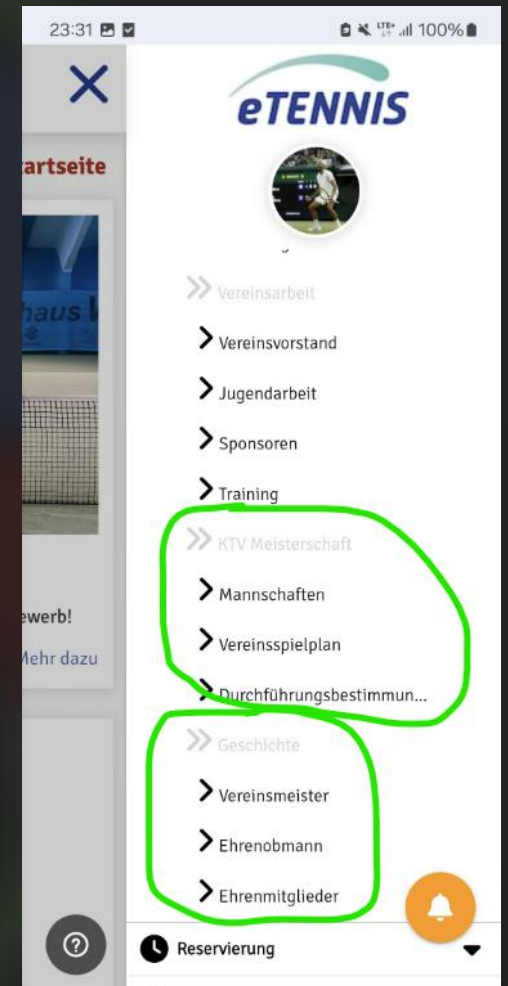 23:31 LTE+ 100%
eTENNIS
artseite
Vereinsarbeit
haus
Vereinsvorstand
Jugendarbeit
Sponsoren
Training
KTV Meisterschaft
Mannschaften
ewerb!
Vereinsspielplan
Mehr dazu
Durchführungsbestimmun...
Geschichte
Vereinsmeister
Ehrenobmann
Ehrenmitglieder
? Reservierung